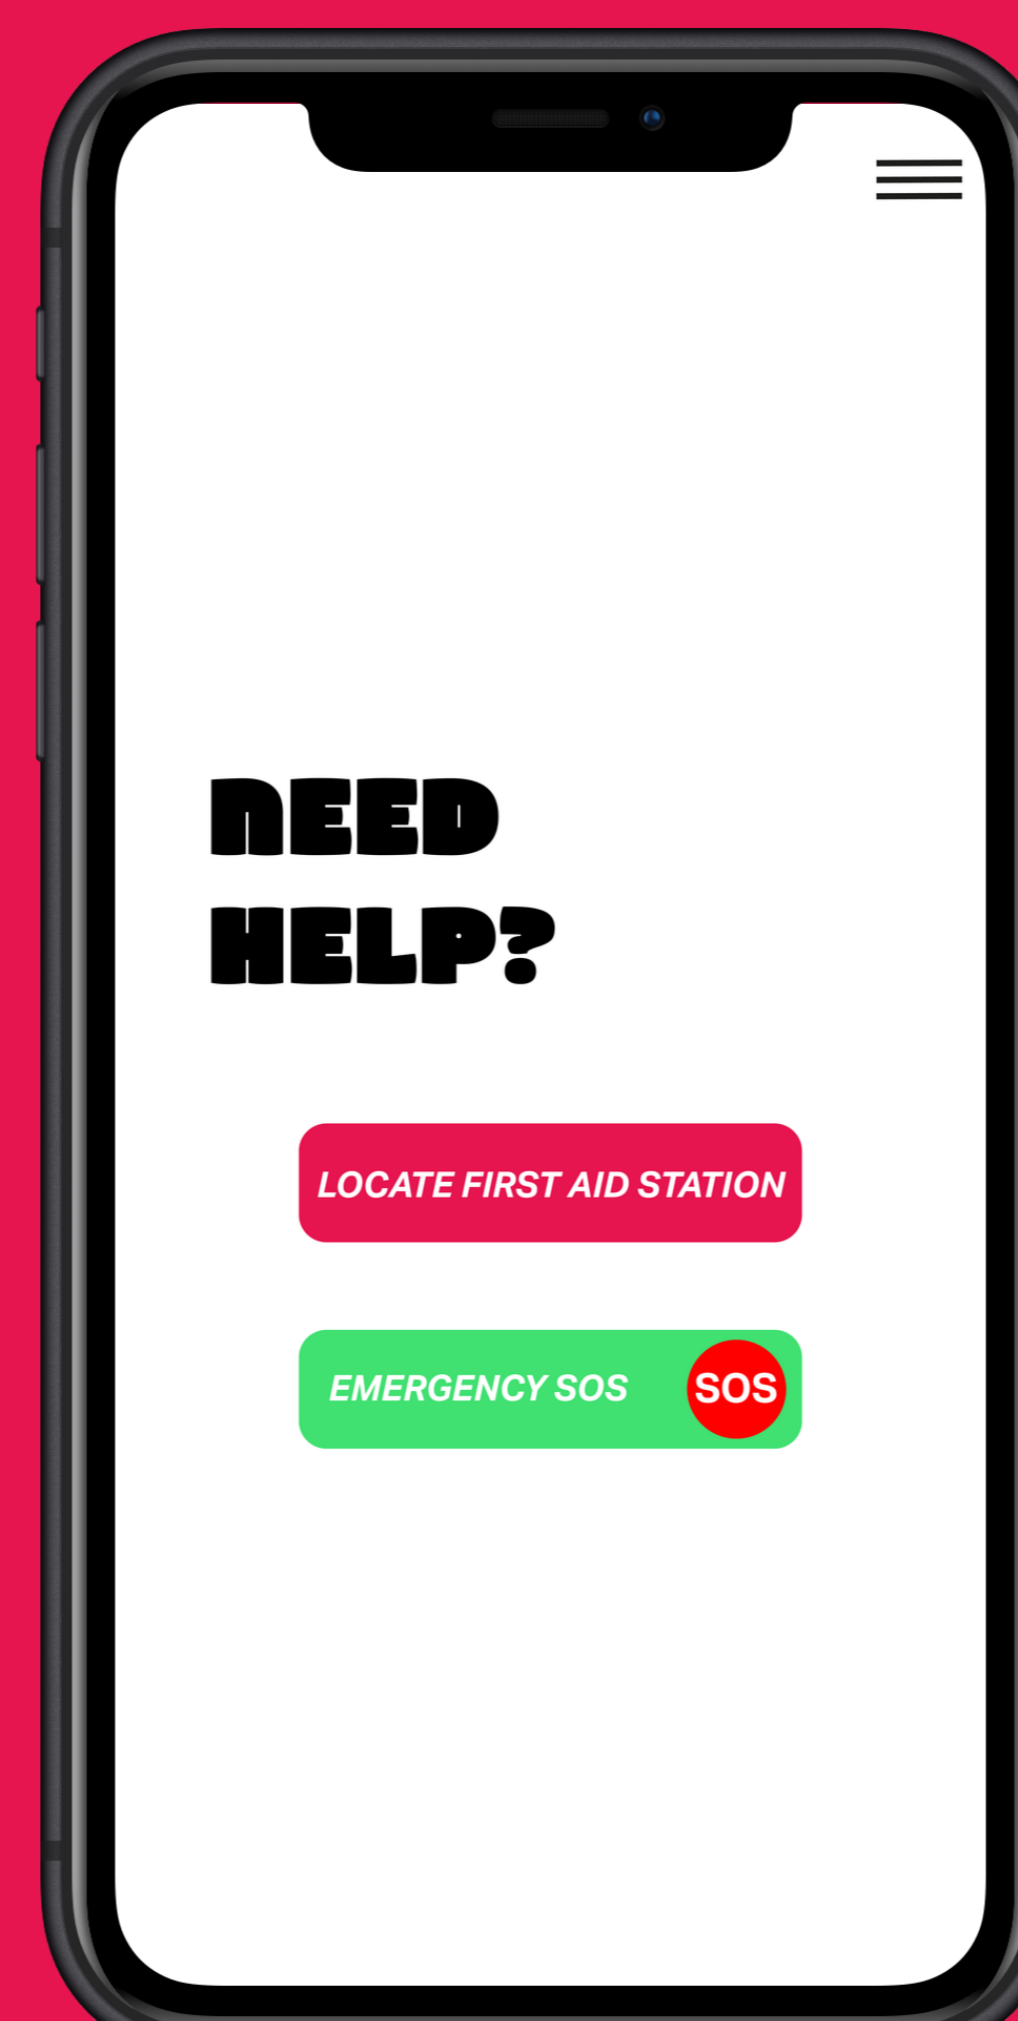 NEED
HELP?
LOCATE FIRST AID STATION
EMERGENCY SOS
SOS